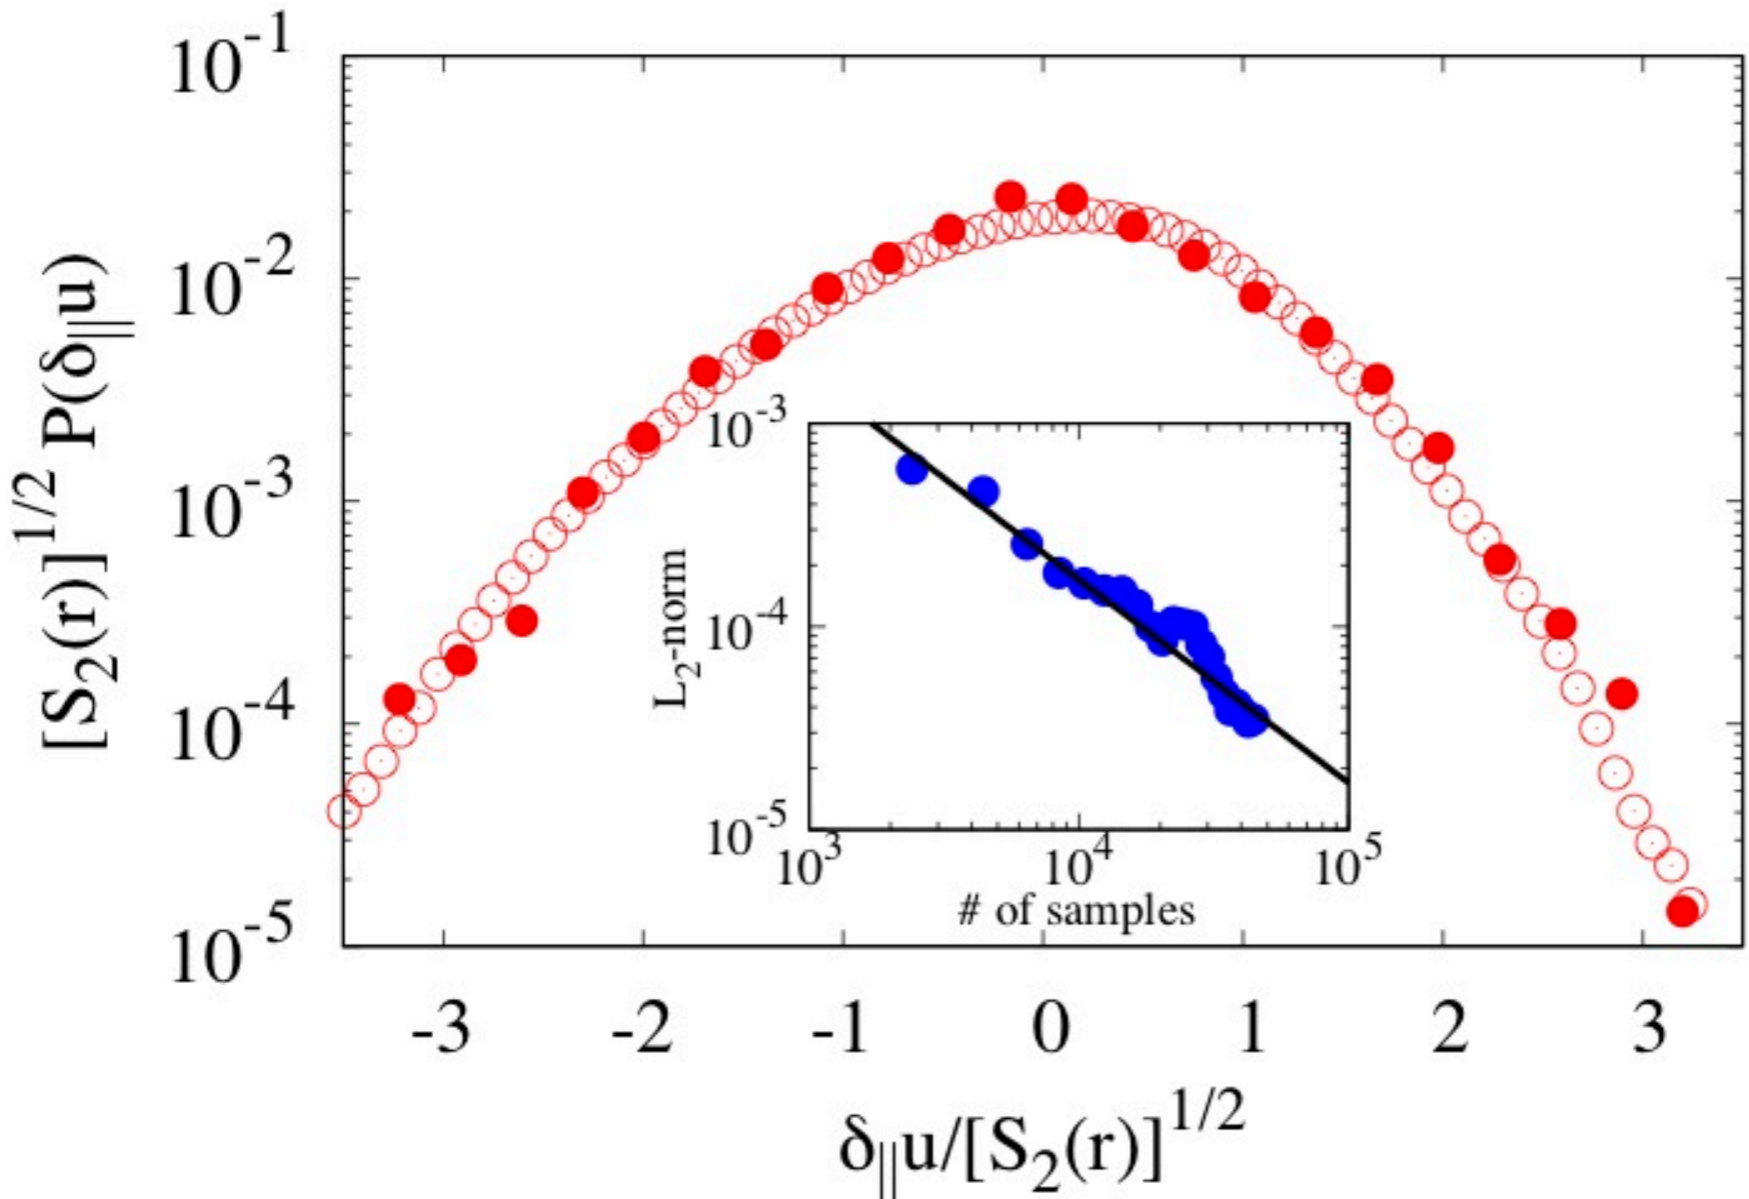 10^-1
10^-2
10^-3
10^-4
10^-5
[S_2(r)]^1/2 P(δ_||u)
-3 -2 -1 0 1 2 3
δ_||u/[S_2(r)]^1/2
10^-3
10^-4
10^-5
L_2-norm
10^3 10^4 10^5
# of samples